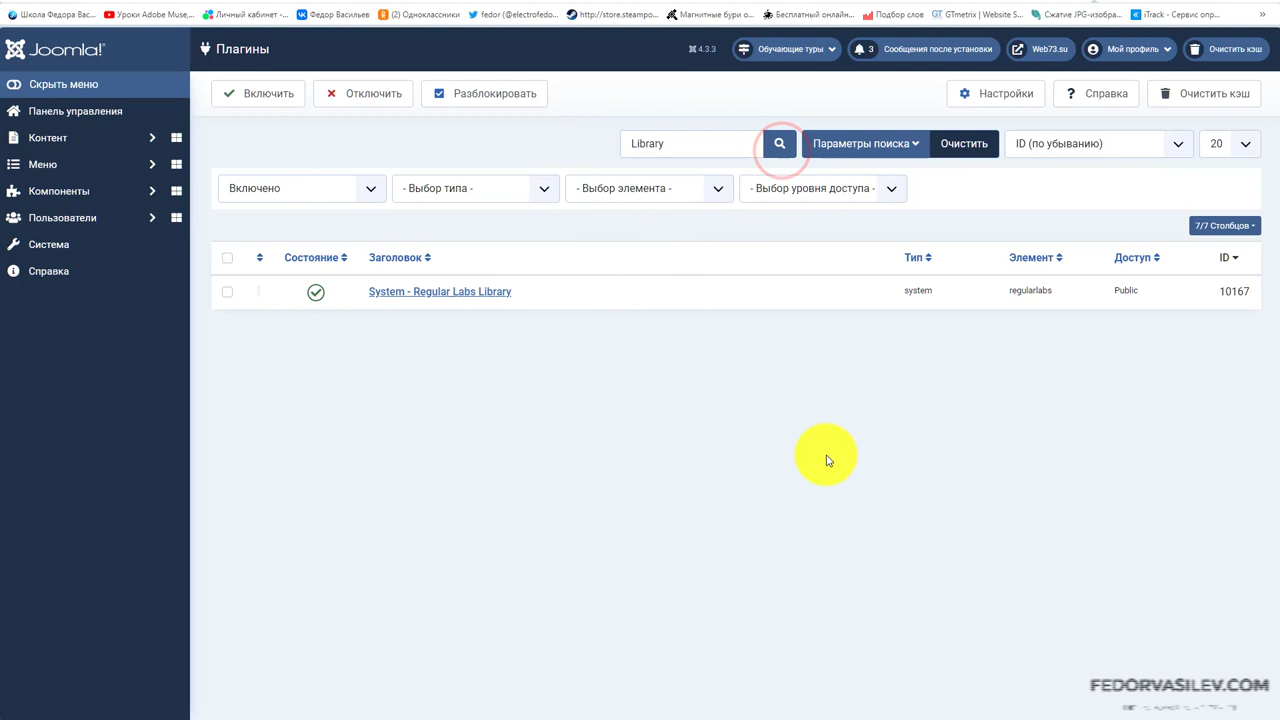 Школа Федора Вас...
Уроки Adobe Muse,...
Личный кабинет -...
Федор Васильев
(2) Одноклассники
fedor (@electrofedo...
http://store.steampo...
Магнитные бури о...
Бесплатный онлайн...
Подбор слов
GTmetrix | Website S...
Сжатие JPG-изобра...
iTrack - Сервис опр...
»
Joomla!
Плагины
4.3.3
Обучающие туры
3 Сообщения после установки
Web73.su
Мой профиль
Очистить кэш
Скрыть меню
Панель управления
Контент
Меню
Компоненты
Пользователи
Система
Справка
Включить
Отключить
Разблокировать
Настройки
Справка
Очистить кэш
Library
Параметры поиска
Очистить
ID (по убыванию)
20
Включено
- Выбор типа -
- Выбор элемента -
- Выбор уровня доступа -
7/7 Столбцов
Состояние Заголовок Тип Элемент Доступ ID
System - Regular Labs Library system regularlabs Public 10167
FEDORVASILEV.COM